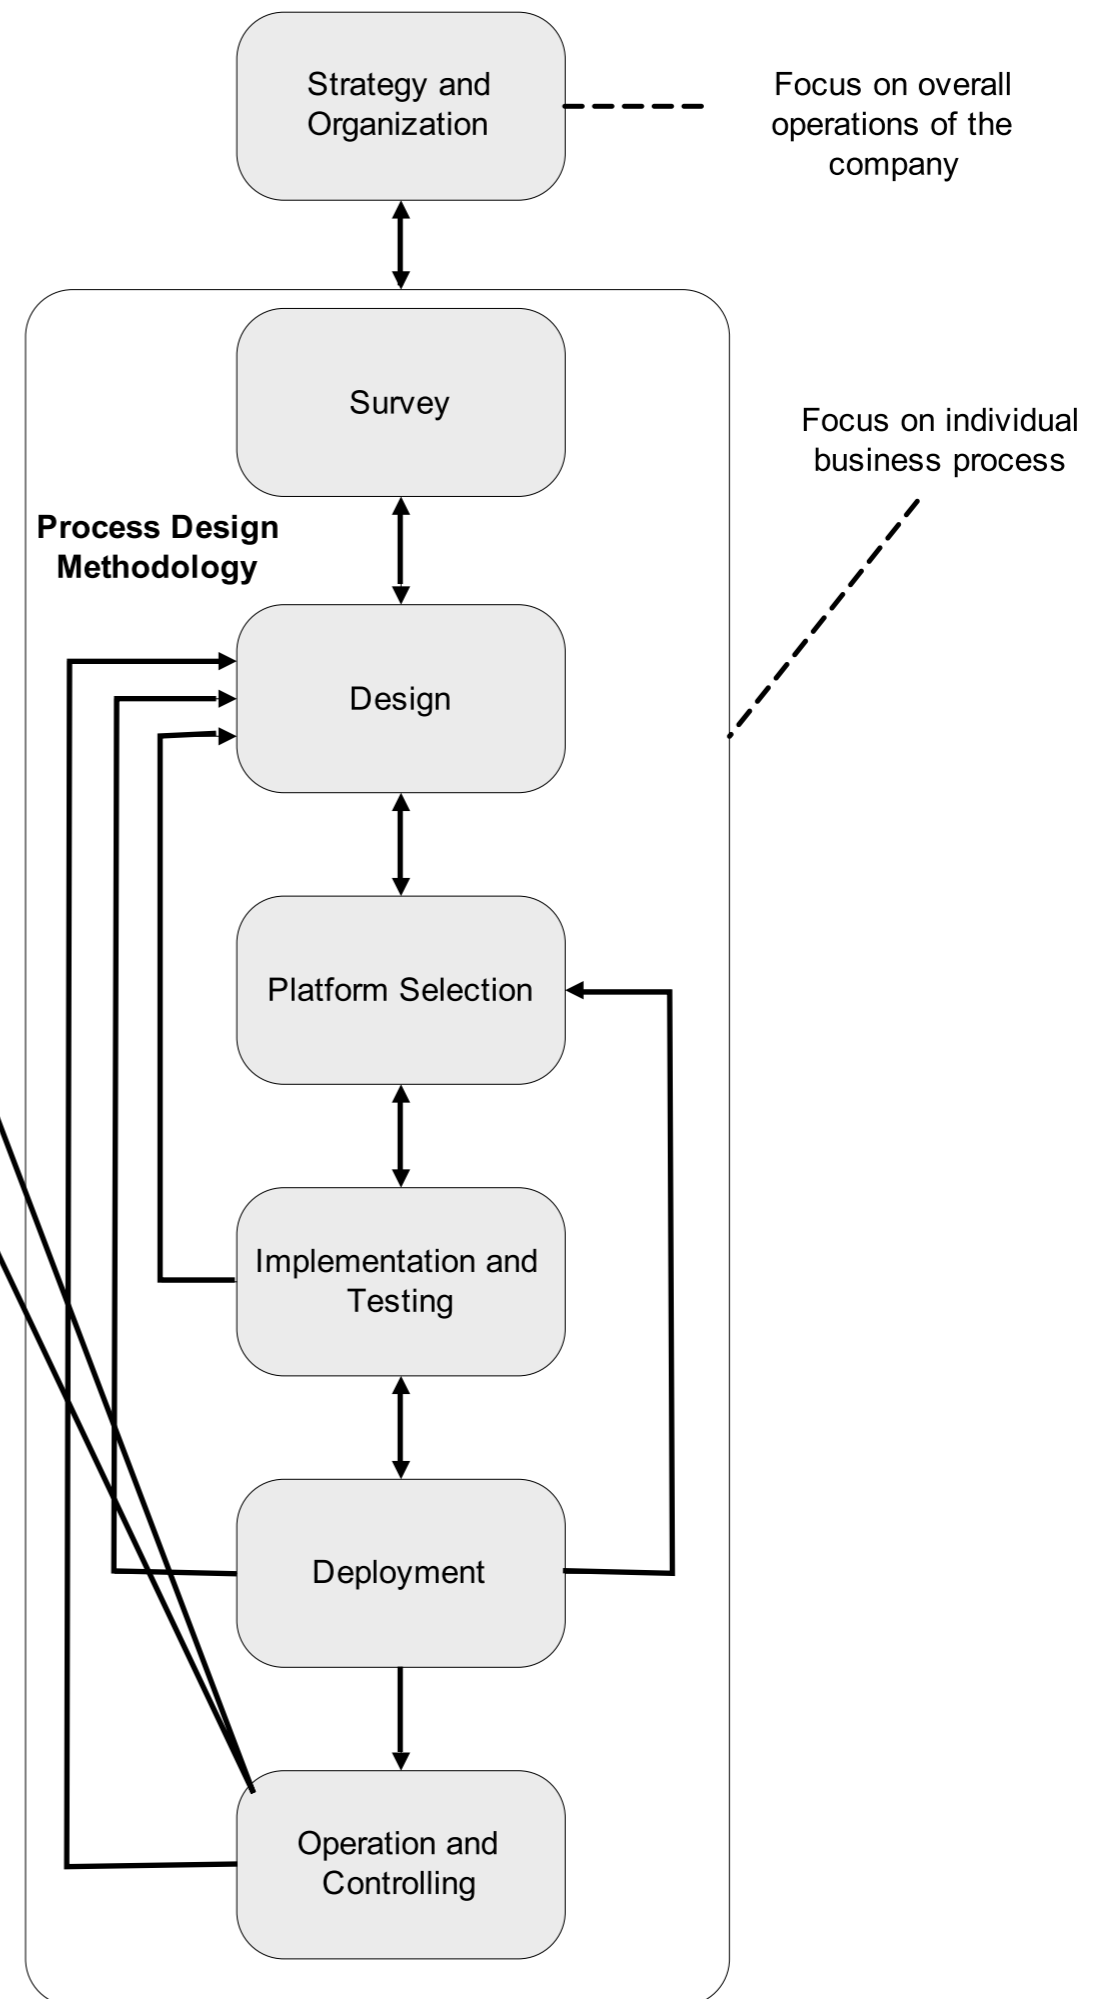 Strategy and
Organization
Focus on overall
operations of the
company
Survey
Focus on individual
business process
Process Design
Methodology
Design
Platform Selection
Implementation and
Testing
Deployment
Operation and
Controlling